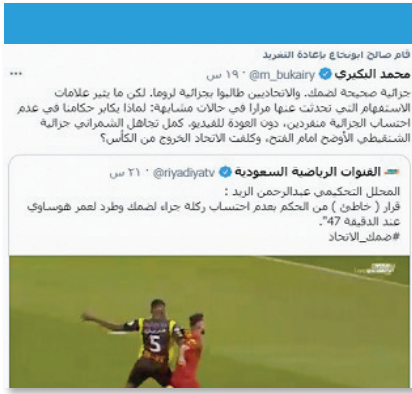 قام صالح ابونخاع بإعادة التغريد
محمد البكيري @m_bukairy · ١٩ س
جزائية صحيحة لضمك. والاتحاديين طالبوا بجزائية لروما. لكن ما يثير علامات
الاستفهام التي تحدثت عنها مرارا في حالات مشابهة: لماذا يكابر حكامنا في عدم
احتساب الجزائية منفردين، دون العودة للفيديو. كمل تجاهل الشمراني جزائية
الشنقيطي الأوضح امام الفتح، وكلفت الاتحاد الخروج من الكأس؟
القنوات الرياضية السعودية @riyadiyatv · ٢١ س
المحلل التحكيمي عبدالرحمن الزيد :
قرار ( خاطئ ) من الحكم بعدم احتساب ركلة جزاء لضمك وطرد لعمر هوساوي
عند الدقيقة 47".
#ضمك_الاتحاد
5